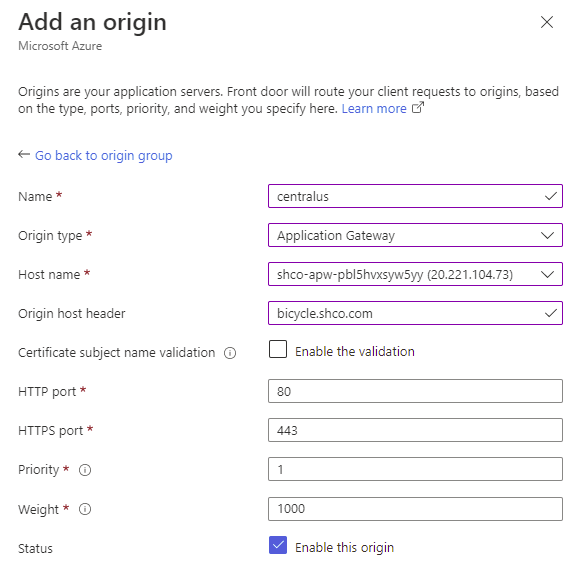 Add an origin
Microsoft Azure
Origins are your application servers. Front door will route your client requests to origins, based
on the type, ports, priority, and weight you specify here. Learn more
Go back to origin group
Name *
centralus
Origin type *
Application Gateway
Host name *
shco-apw-pbl5hvxsyw5yy (20.221.104.73)
Origin host header
bicycle.shco.com
Certificate subject name validation
Enable the validation
HTTP port *
80
HTTPS port *
443
Priority *
1
Weight *
1000
Status
Enable this origin